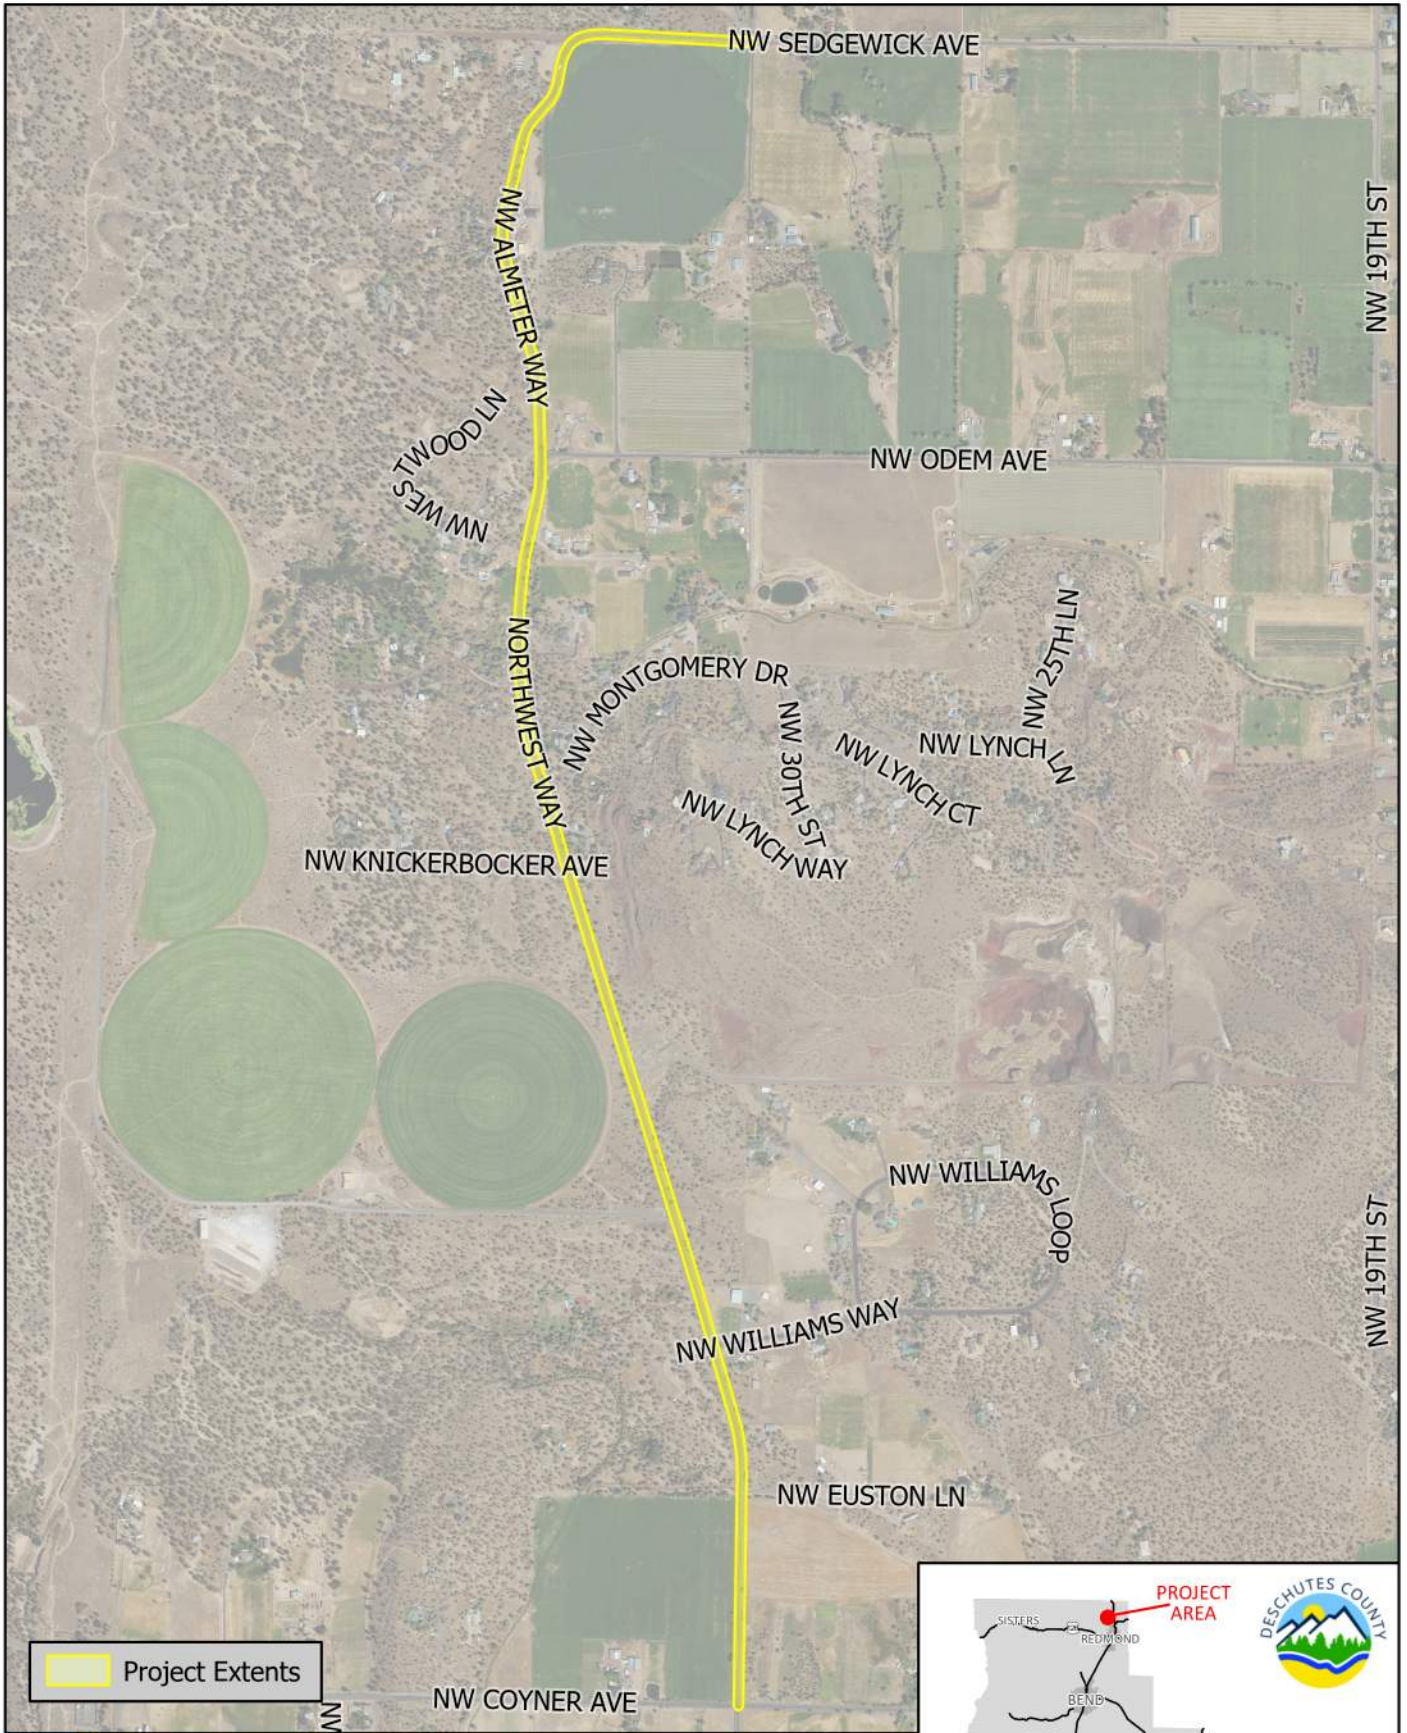 NW SEDGEWICK AVE
NW 19TH ST
NW ALMETER WAY
NW WESTWOOD LN
NW ODEM AVE
NW 25TH LN
NORTHWEST WAY
NW MONTGOMERY DR
NW 30TH ST
NW LYNCH LN
NW LYNCH CT
NW LYNCH WAY
NW KNICKERBOCKER AVE
NW WILLIAMS LOOP
NW 19TH ST
NW WILLIAMS WAY
NW EUSTON LN
Project Extents
NW COYNER AVE
NW
PROJECT
AREA
SISTERS
REDMOND
BEND
DESCHUTES COUNTY